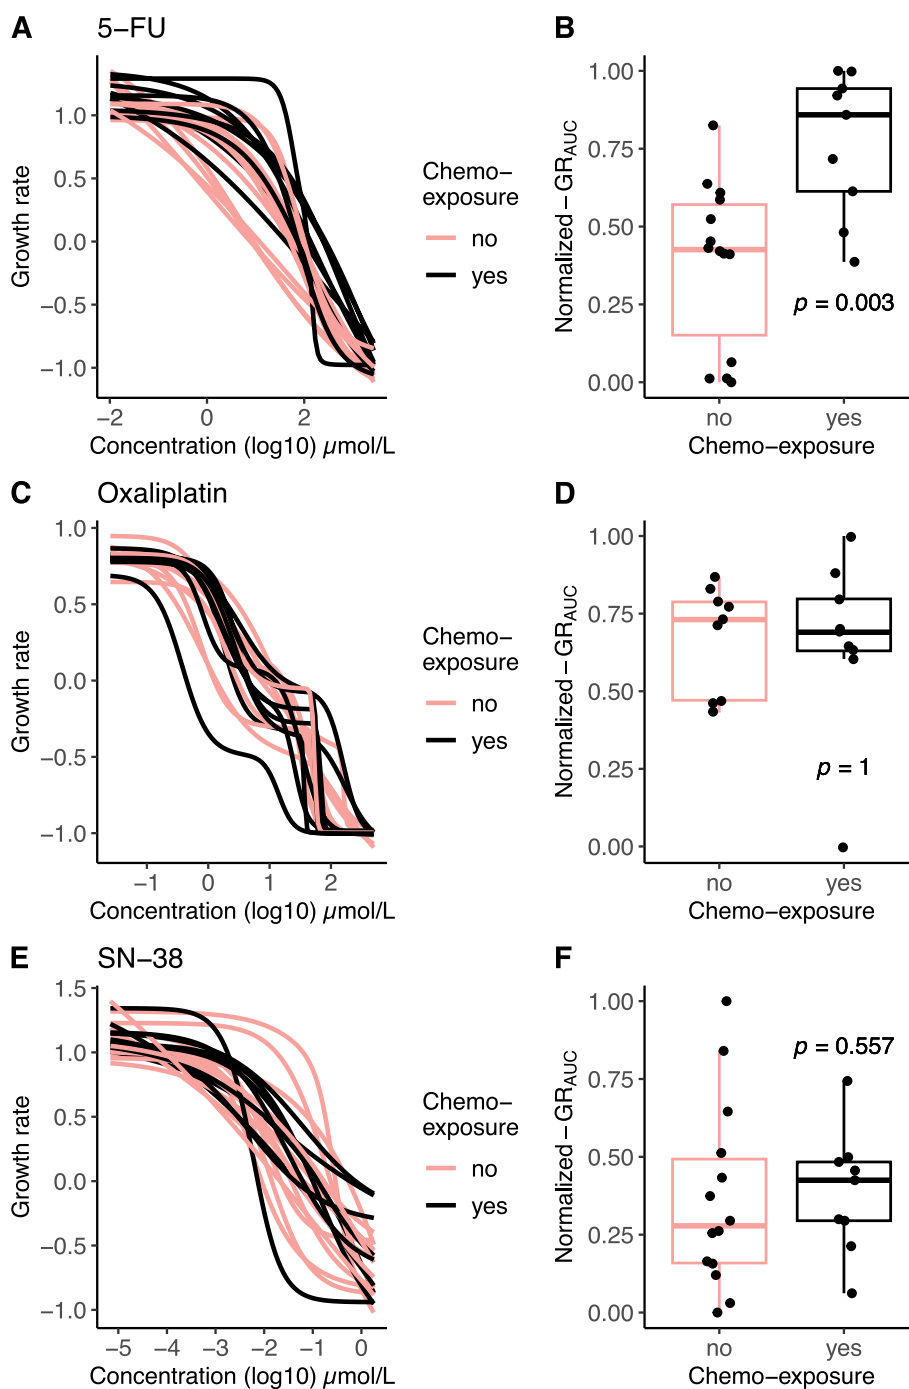 A
5−FU
1.0
0.5
0.0
−0.5
−1.0
Growth rate
−2
0
2
Concentration (log10) µmol/L
Chemo−
exposure
no
yes
B
1.00
0.75
0.50
0.25
0.00
Normalized − GRAUC
p = 0.003
no
yes
Chemo−exposure
C
Oxaliplatin
1.0
0.5
0.0
−0.5
−1.0
Growth rate
−1
0
1
2
Concentration (log10) µmol/L
Chemo−
exposure
no
yes
D
1.00
0.75
0.50
0.25
0.00
Normalized − GRAUC
p = 1
no
yes
Chemo−exposure
E
SN−38
1.5
1.0
0.5
0.0
−0.5
−1.0
Growth rate
−5
−4
−3
−2
−1
0
Concentration (log10) µmol/L
Chemo−
exposure
no
yes
F
1.00
0.75
0.50
0.25
0.00
Normalized − GRAUC
p = 0.557
no
yes
Chemo−exposure